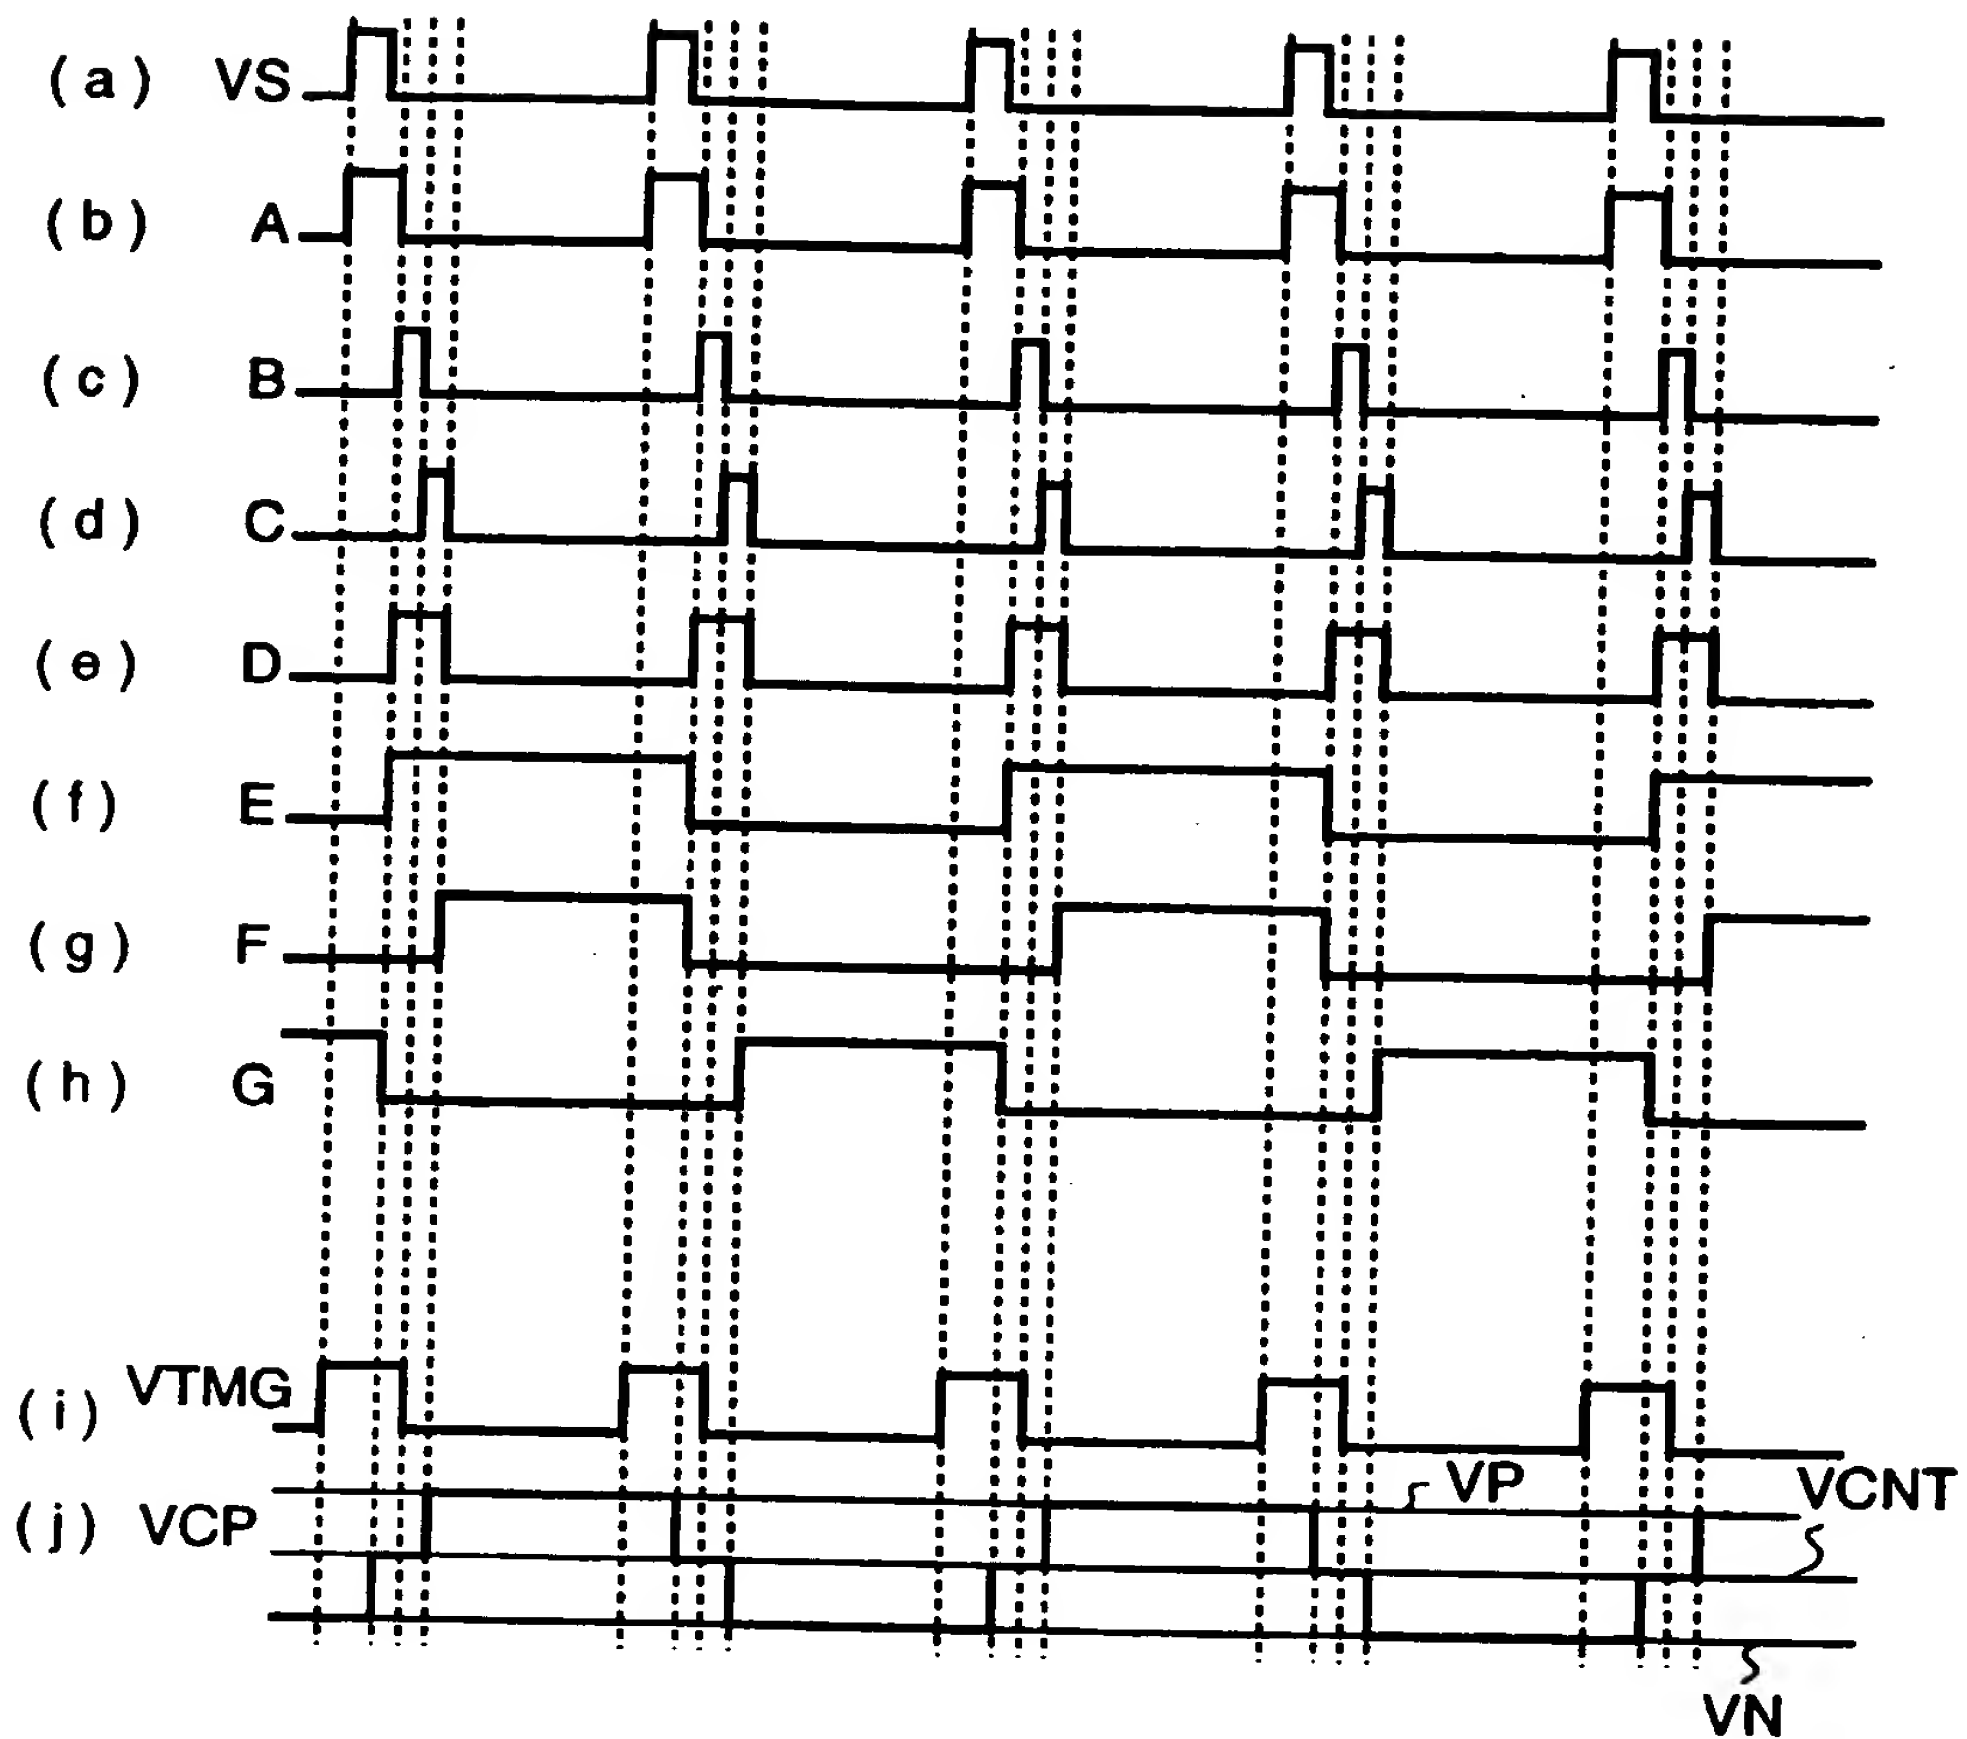 (a) VS
(b) A
(c) B
(d) C
(e) D
(f) E
(g) F
(h) G
(i) VTMG
(j) VCP
VP
VCNT
VN